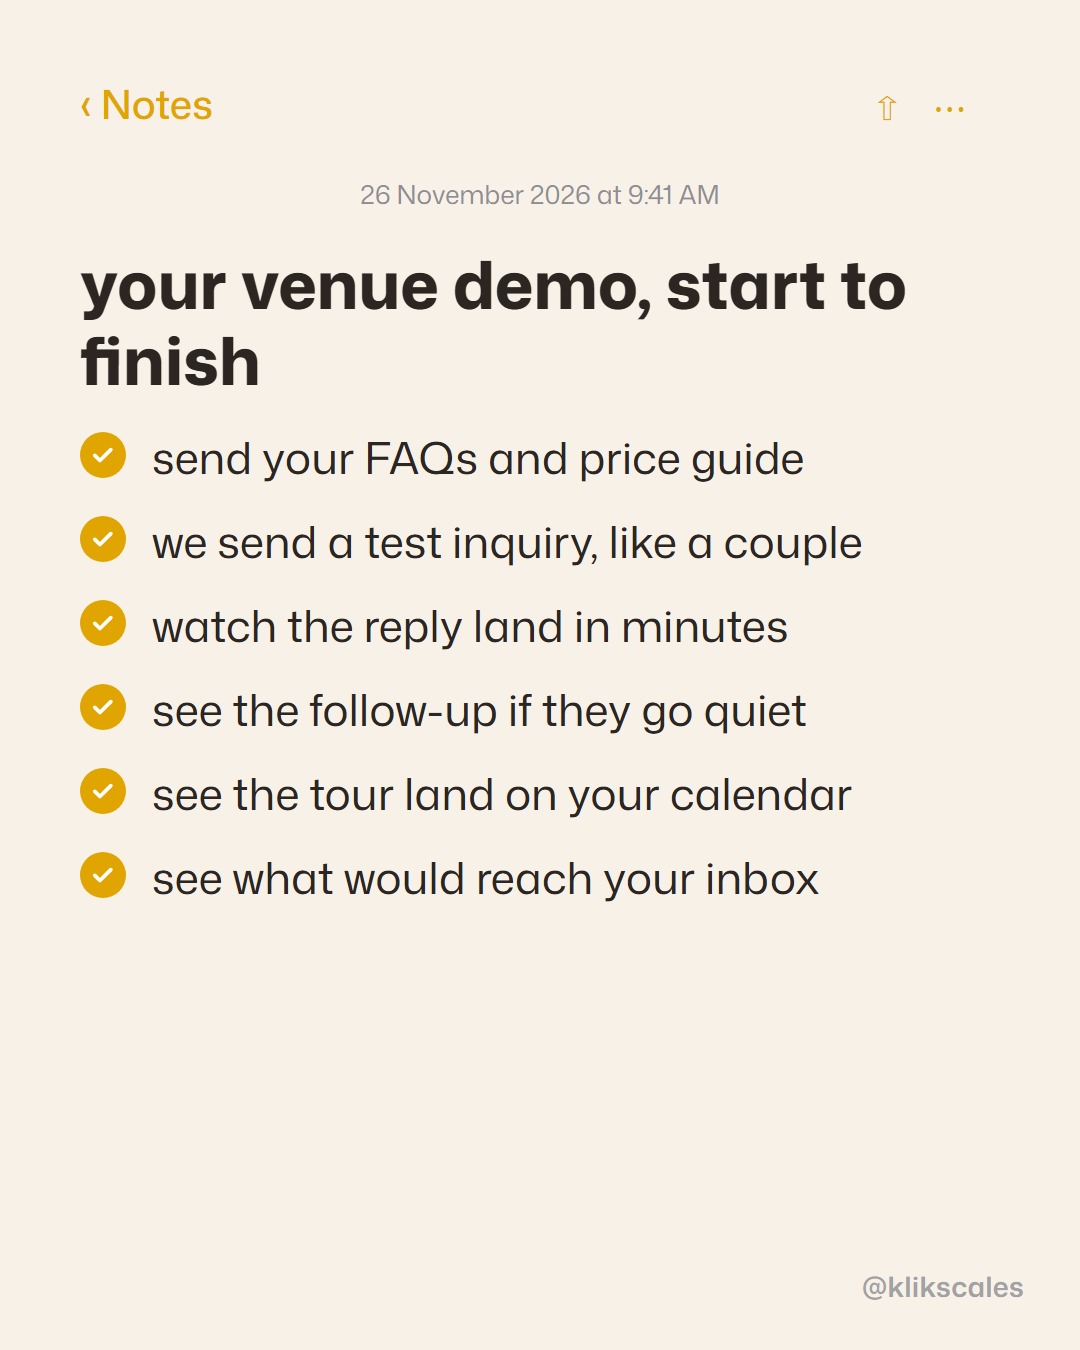 ‹ Notes ⇧ ...
26 November 2026 at 9:41 AM
your venue demo, start to
finish
send your FAQs and price guide
we send a test inquiry, like a couple
watch the reply land in minutes
see the follow-up if they go quiet
see the tour land on your calendar
see what would reach your inbox
@klikscales